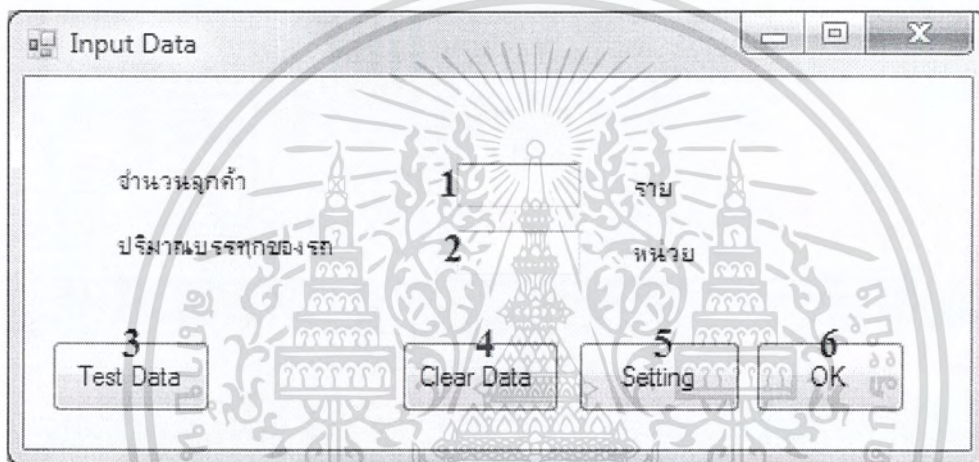 Input Data
จำนวนลูกค้า 1 ราย
ปริมาณบรรทุกของรถ 2 หน่วย
3 4 5 6
Test Data Clear Data Setting OK